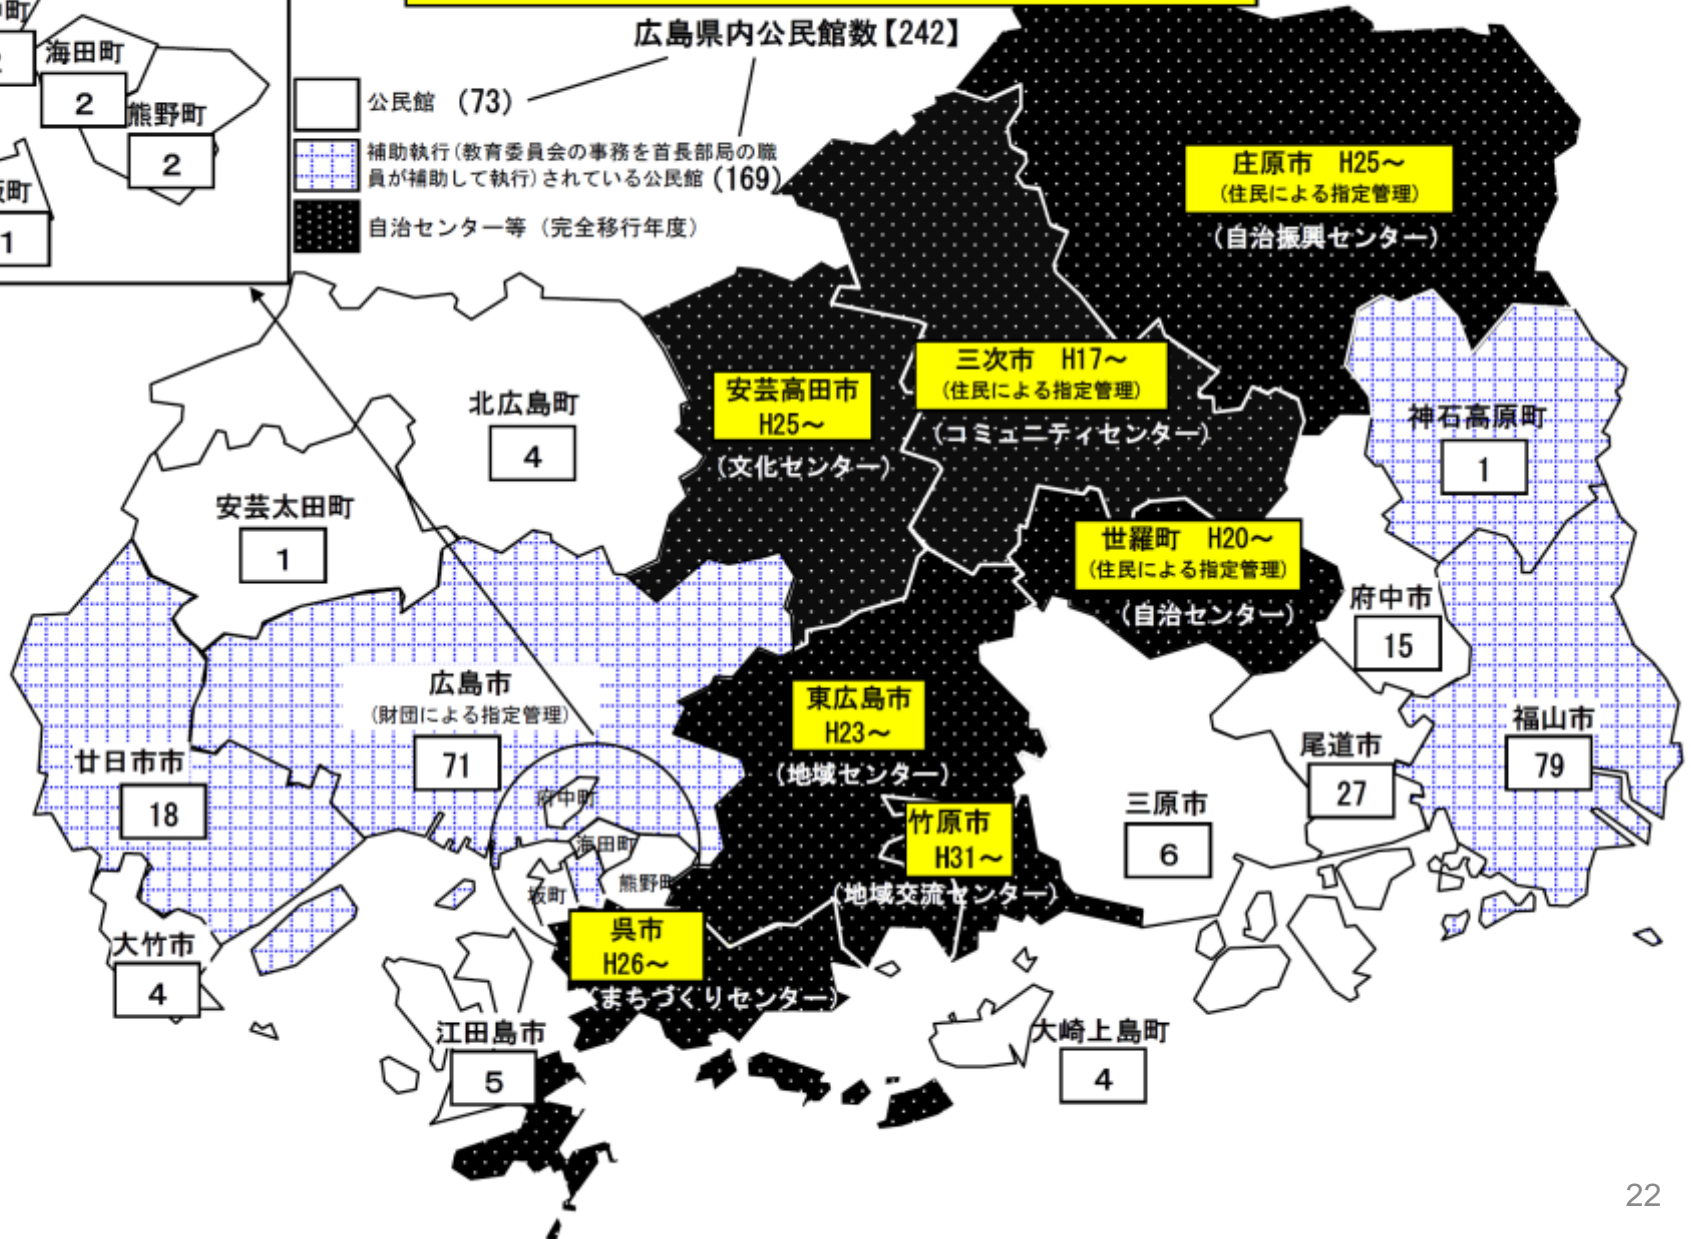 広島県内公民館数【242】
町
海田町
2
熊野町
2
町
1
公民館 (73)
補助執行(教育委員会の事務を首長部局の職
員が補助して執行)されている公民館 (169)
自治センター等 (完全移行年度)
庄原市 H25～
(住民による指定管理)
(自治振興センター)
三次市 H17～
(住民による指定管理)
(コミュニティセンター)
安芸高田市
H25～
(文化センター)
北広島町
4
神石高原町
1
安芸太田町
1
世羅町 H20～
(住民による指定管理)
(自治センター)
府中市
15
広島市
(財団による指定管理)
71
東広島市
H23～
(地域センター)
福山市
79
尾道市
27
廿日市市
18
府中町
海田町
熊野町
坂町
竹原市
H31～
(地域交流センター)
三原市
6
呉市
H26～
(まちづくりセンター)
大竹市
4
江田島市
5
大崎上島町
4
22